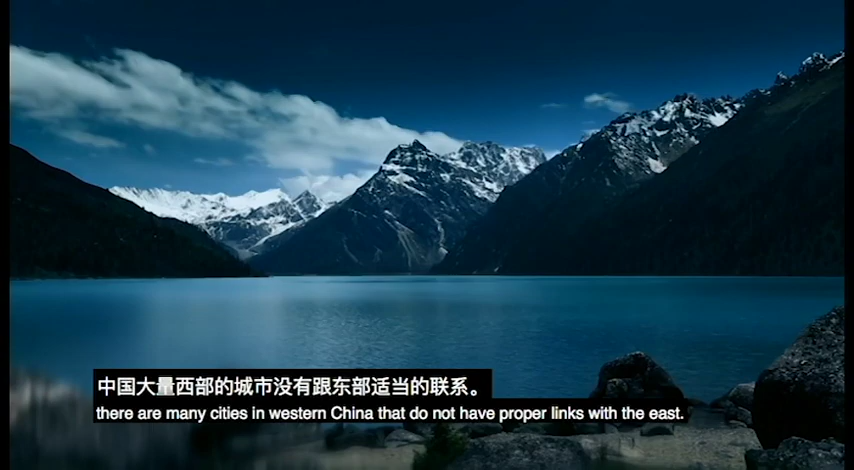 中国大量西部的城市没有跟东部适当的联系。
there are many cities in western China that do not have proper links with the east.